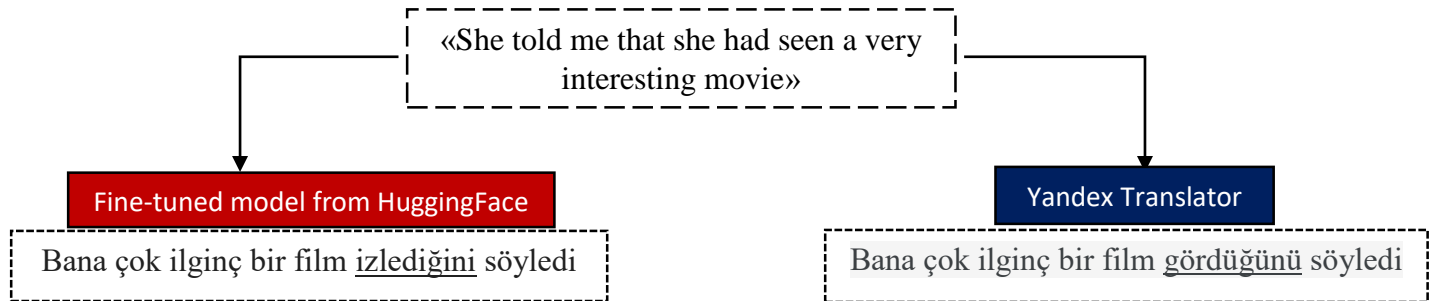 «She told me that she had seen a very
interesting movie»
Fine-tuned model from HuggingFace
Bana çok ilginç bir film izlediğini söyledi
Yandex Translator
Bana çok ilginç bir film gördüğünü söyledi